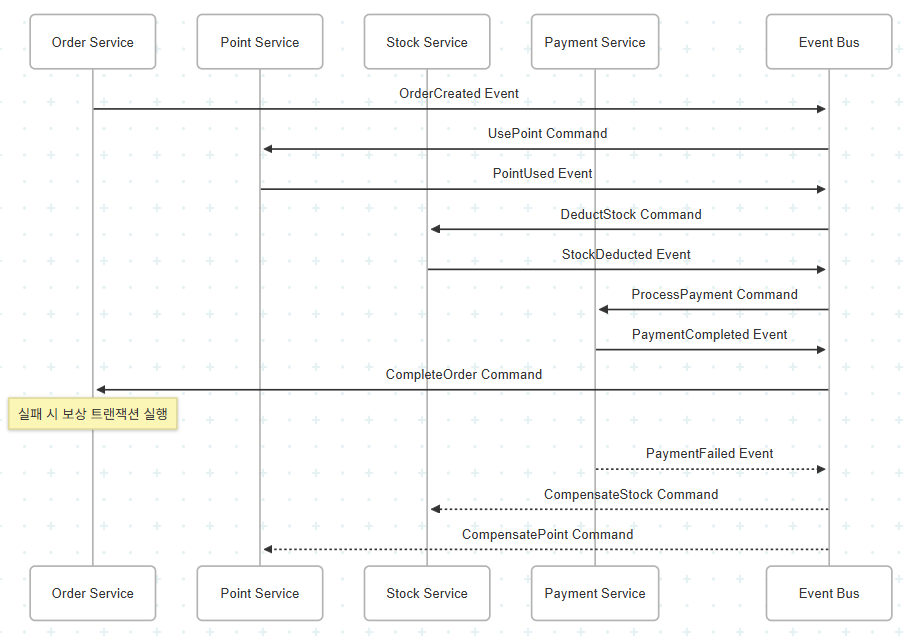 Order Service
Point Service
Stock Service
Payment Service
Event Bus
OrderCreated Event
UsePoint Command
PointUsed Event
DeductStock Command
StockDeducted Event
ProcessPayment Command
PaymentCompleted Event
CompleteOrder Command
실패 시 보상 트랜잭션 실행
PaymentFailed Event
CompensateStock Command
CompensatePoint Command
Order Service
Point Service
Stock Service
Payment Service
Event Bus